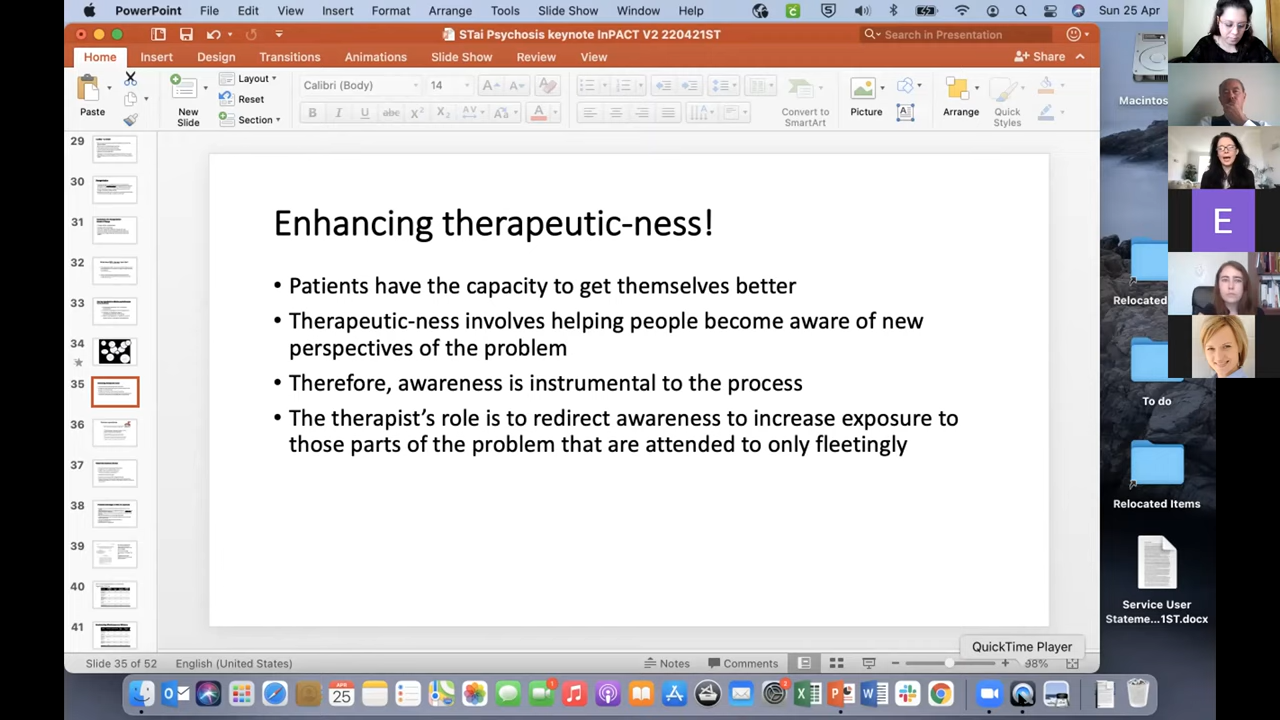 PowerPoint File Edit View Insert Format Arrange Tools Slide Show Window Help Sun 25 Apr
STai Psychosis keynote InPACT V2 220421ST
Search in Presentation
Home Insert Design Transitions Animations Slide Show Review View
Share
Paste
New
Slide
Layout
Reset
Section
Calibri (Body) 14
Convert to
SmartArt
Picture
Arrange
Quick
Styles
Macintos
29
30
31
32
33
34
35
36
37
38
39
40
41
Enhancing therapeutic-ness!
• Patients have the capacity to get themselves better
• Therapeutic-ness involves helping people become aware of new
perspectives of the problem
• Therefore, awareness is instrumental to the process
• The therapist's role is to redirect awareness to increase exposure to
those parts of the problem that are attended to only fleetingly
E
Relocated
To do
Relocated Items
Service User
Stateme...1ST.docx
QuickTime Player
Slide 35 of 52 English (United States) Notes Comments 98%
APR
25